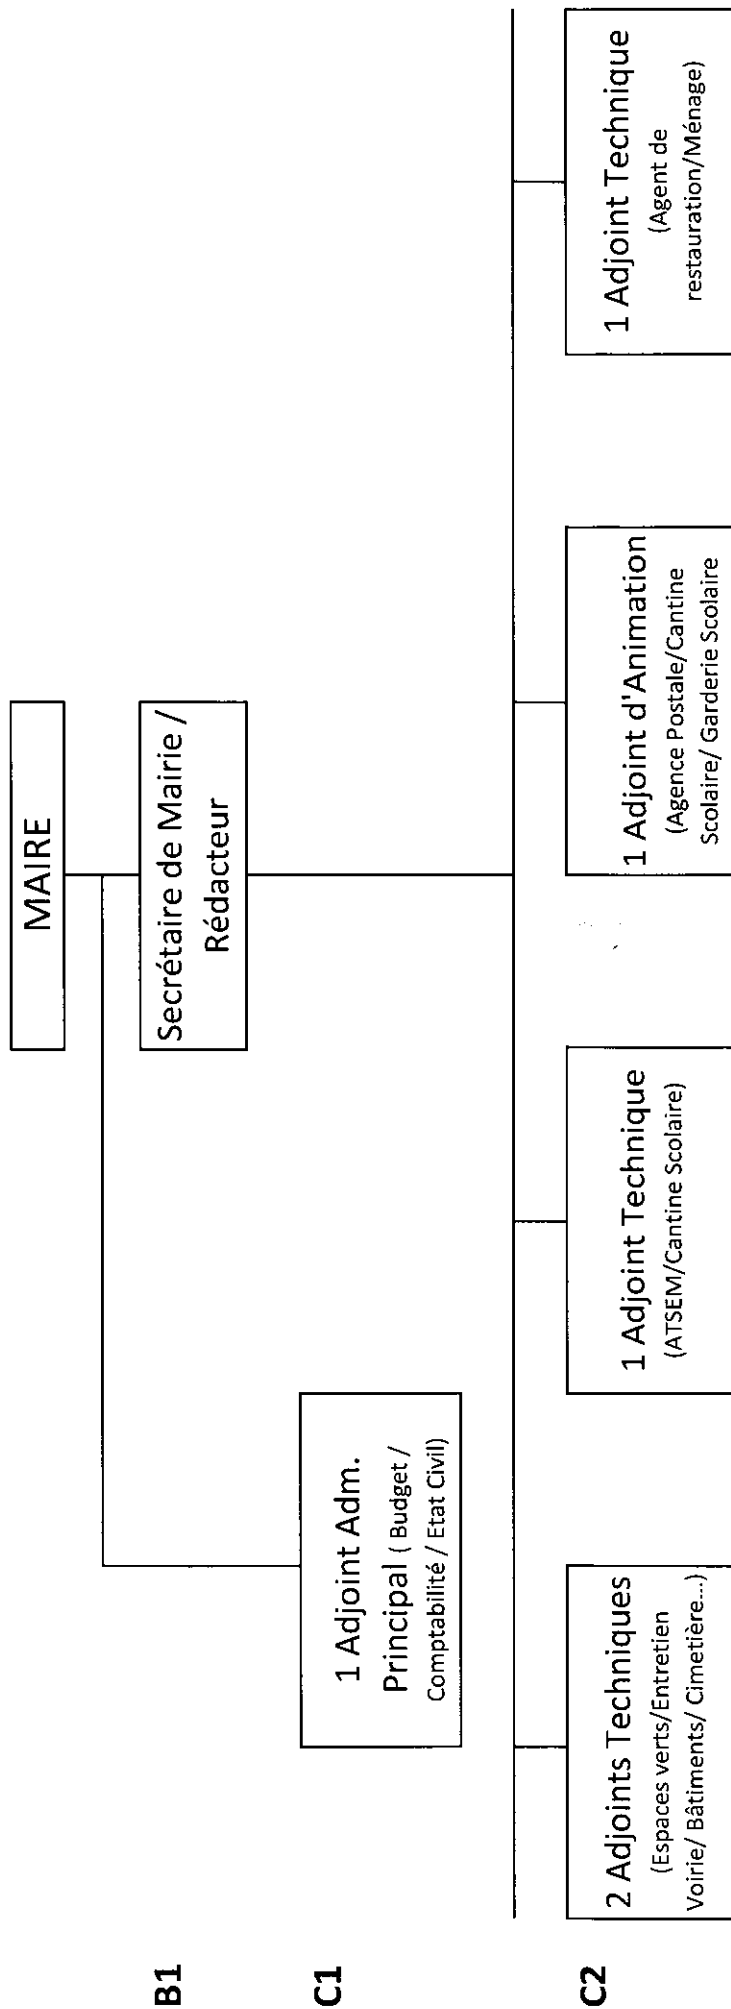 MAIRE
B1
Secrétaire de Mairie /
Rédacteur
C1
1 Adjoint Adm.
Principal ( Budget /
Comptabilité / Etat Civil)
C2
2 Adjoints Techniques
(Espaces verts/Entretien
Voirie/ Bâtiments/ Cimetière...)
1 Adjoint Technique
(ATSEM/Cantine Scolaire)
1 Adjoint d'Animation
(Agence Postale/Cantine
Scolaire/ Garderie Scolaire
1 Adjoint Technique
(Agent de
restauration/Ménage)